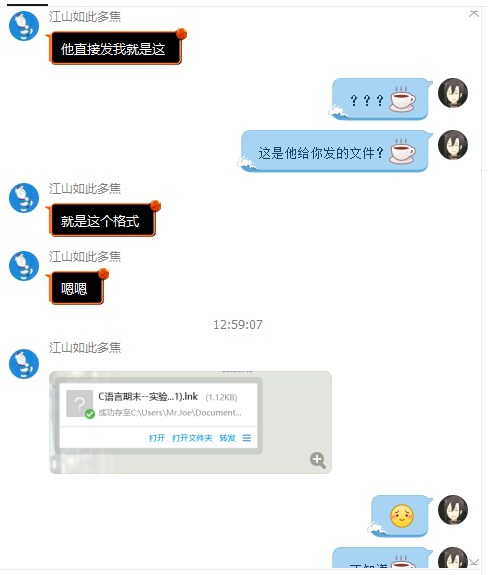 江山如此多焦
他直接发我就是这
？？？
这是他给你发的文件？
江山如此多焦
就是这个格式
江山如此多焦
嗯嗯
12:59:07
江山如此多焦
C语言期末--实验...1).lnk (1.12KB)
成功存至C:\Users\Mr.Joe\Document...
打开 打开文件夹 转发
不知道